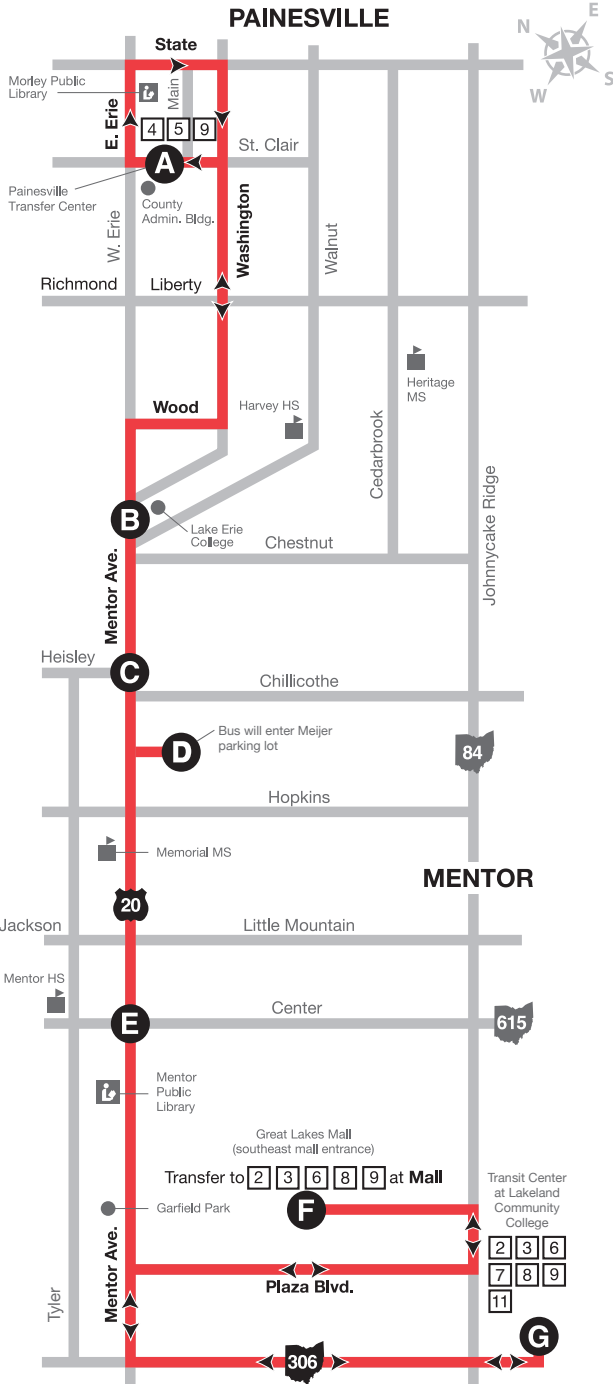 PAINESVILLE
N
E
W
S
State
Morley Public
Library
Main
E. Erie
4 5 9
St. Clair
A
Painesville
Transfer Center
County
Admin. Bldg.
W. Erie
Washington
Walnut
Richmond
Liberty
Heritage
MS
Wood
Harvey HS
Cedarbrook
Johnnycake Ridge
B
Lake Erie
College
Chestnut
Mentor Ave.
Heisley
C
Chillicothe
D
Bus will enter Meijer
parking lot
84
Hopkins
Memorial MS
MENTOR
20
Jackson
Little Mountain
Mentor HS
E
Center
615
Mentor
Public
Library
Great Lakes Mall
(southeast mall entrance)
Transfer to 2 3 6 8 9 at Mall
F
Garfield Park
Transit Center
at Lakeland
Community
College
2 3 6
7 8 9
11
Mentor Ave.
Plaza Blvd.
Tyler
G
306